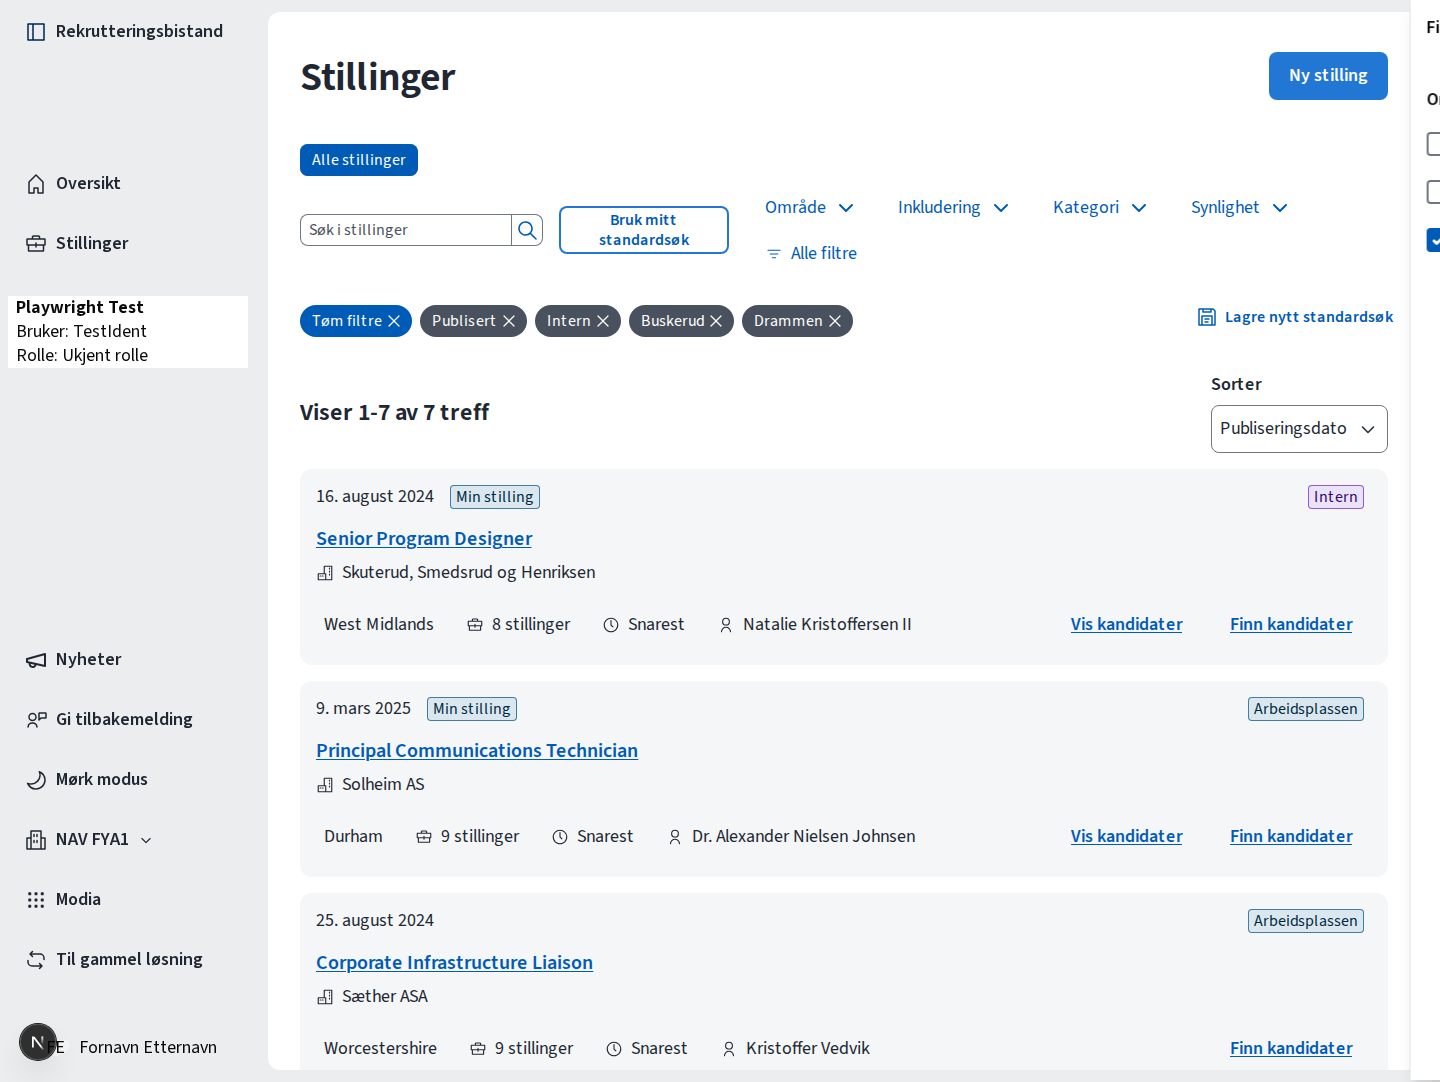 Rekrutteringsbistand
Oversikt
Stillinger
Playwright Test
Bruker: TestIdent
Rolle: Ukjent rolle
Nyheter
Gi tilbakemelding
Mørk modus
NAV FYA1
Modia
Til gammel løsning
N
FE Fornavn Etternavn
Stillinger
Ny stilling
Alle stillinger
Søk i stillinger
Bruk mitt
standardsøk
Område
Inkludering
Kategori
Synlighet
Alle filtre
Tøm filtre
Publisert
Intern
Buskerud
Drammen
Lagre nytt standardsøk
Viser 1-7 av 7 treff
Sorter
Publiseringsdato
16. august 2024 Min stilling Intern
Senior Program Designer
Skuterud, Smedsrud og Henriksen
West Midlands 8 stillinger Snarest Natalie Kristoffersen II Vis kandidater Finn kandidater
9. mars 2025 Min stilling Arbeidsplassen
Principal Communications Technician
Solheim AS
Durham 9 stillinger Snarest Dr. Alexander Nielsen Johnsen Vis kandidater Finn kandidater
25. august 2024 Arbeidsplassen
Corporate Infrastructure Liaison
Sæther ASA
Worcestershire 9 stillinger Snarest Kristoffer Vedvik Finn kandidater